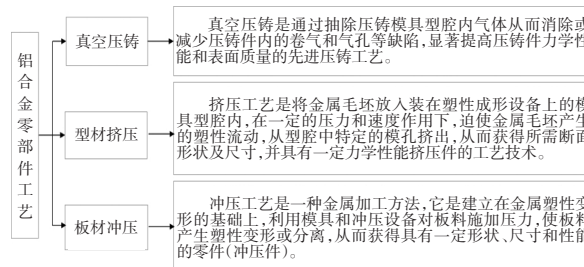 铝合金零部件工艺
真空压铸
真空压铸是通过抽除压铸模具型腔内气体从而消除或
减少压铸件内的卷气和气孔等缺陷,显著提高压铸件力学性
能和表面质量的先进压铸工艺。
型材挤压
挤压工艺是将金属毛坯放入装在塑性成形设备上的模
具型腔内,在一定的压力和速度作用下,迫使金属毛坯产生
的塑性流动,从型腔中特定的模孔挤出,从而获得所需断面
形状及尺寸,并具有一定力学性能挤压件的工艺技术。
板材冲压
冲压工艺是一种金属加工方法,它是建立在金属塑性变
形的基础上,利用模具和冲压设备对板料施加压力,使板料
产生塑性变形或分离,从而获得具有一定形状、尺寸和性能
的零件(冲压件)。